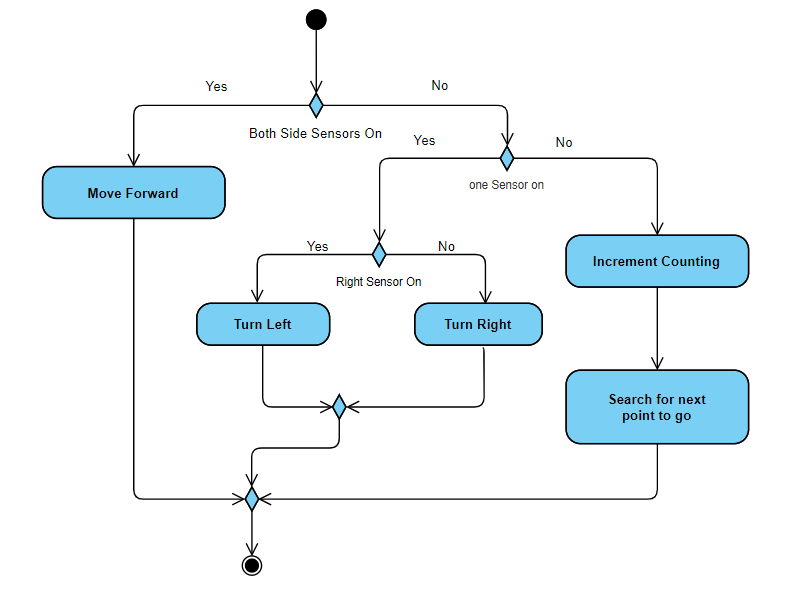 Yes
No
Both Side Sensors On
Yes
No
one Sensor on
Move Forward
Yes
No
Right Sensor On
Increment Counting
Turn Left
Turn Right
Search for next
point to go